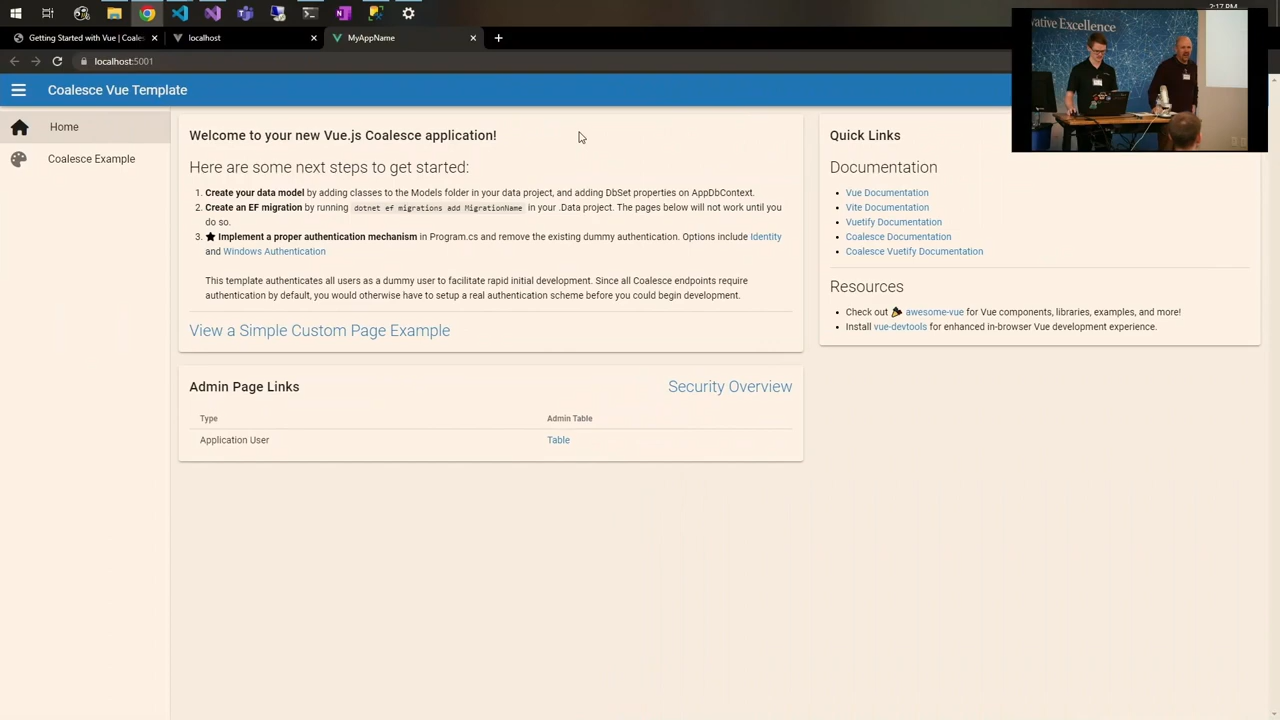 2:17 PM
Getting Started with Vue | Coales
localhost
MyAppName
localhost:5001
Coalesce Vue Template
vative Excellence
Home
Coalesce Example
Welcome to your new Vue.js Coalesce application!
Here are some next steps to get started:
1. Create your data model by adding classes to the Models folder in your data project, and adding DbSet properties on AppDbContext.
2. Create an EF migration by running dotnet ef migrations add MigrationName in your .Data project. The pages below will not work until you
do so.
3. ★ Implement a proper authentication mechanism in Program.cs and remove the existing dummy authentication. Options include Identity
and Windows Authentication
This template authenticates all users as a dummy user to facilitate rapid initial development. Since all Coalesce endpoints require
authentication by default, you would otherwise have to setup a real authentication scheme before you could begin development.
View a Simple Custom Page Example
Admin Page Links
Security Overview
Type
Admin Table
Application User
Table
Quick Links
Documentation
Vue Documentation
Vite Documentation
Vuetify Documentation
Coalesce Documentation
Coalesce Vuetify Documentation
Resources
Check out 🎉 awesome-vue for Vue components, libraries, examples, and more!
Install vue-devtools for enhanced in-browser Vue development experience.